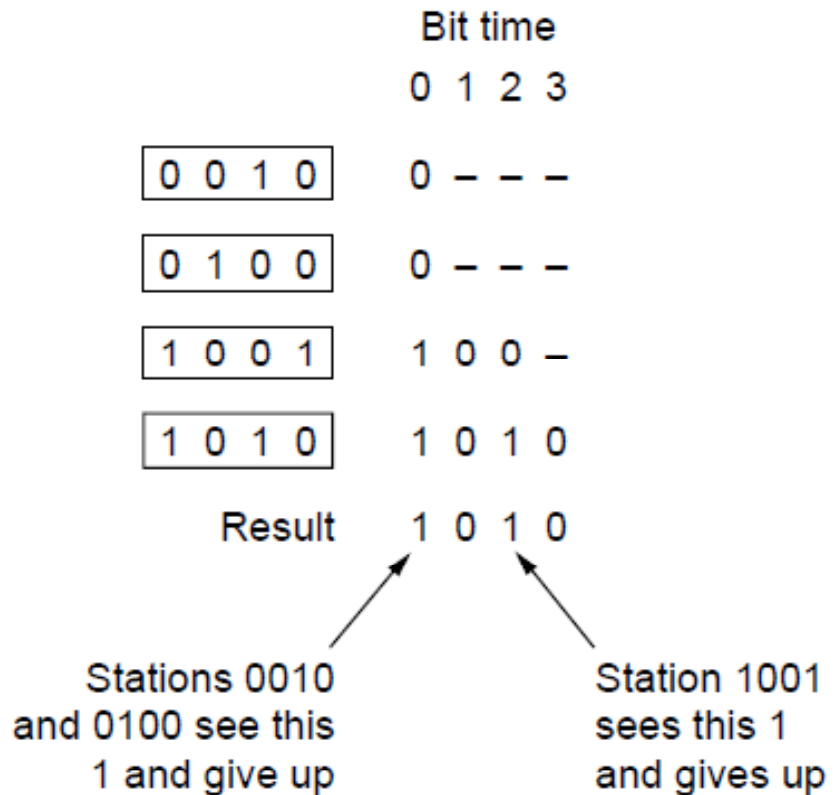 Bit time
0 1 2 3
0 0 1 0 0 – – –
0 1 0 0 0 – – –
1 0 0 1 1 0 0 –
1 0 1 0 1 0 1 0
Result 1 0 1 0
Stations 0010
and 0100 see this
1 and give up
Station 1001
sees this 1
and gives up